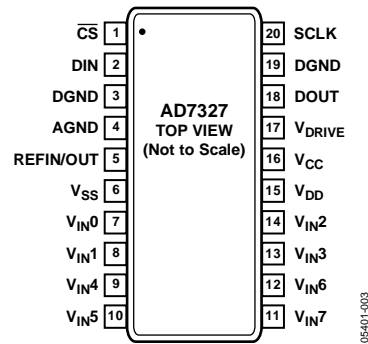 CS 1 20 SCLK
DIN 2 19 DGND
DGND 3 18 DOUT
AGND 4 17 VDRIVE
REFIN/OUT 5 16 VCC
VSS 6 15 VDD
VIN0 7 14 VIN2
VIN1 8 13 VIN3
VIN4 9 12 VIN6
VIN5 10 11 VIN7
AD7327
TOP VIEW
(Not to Scale)
05401-003